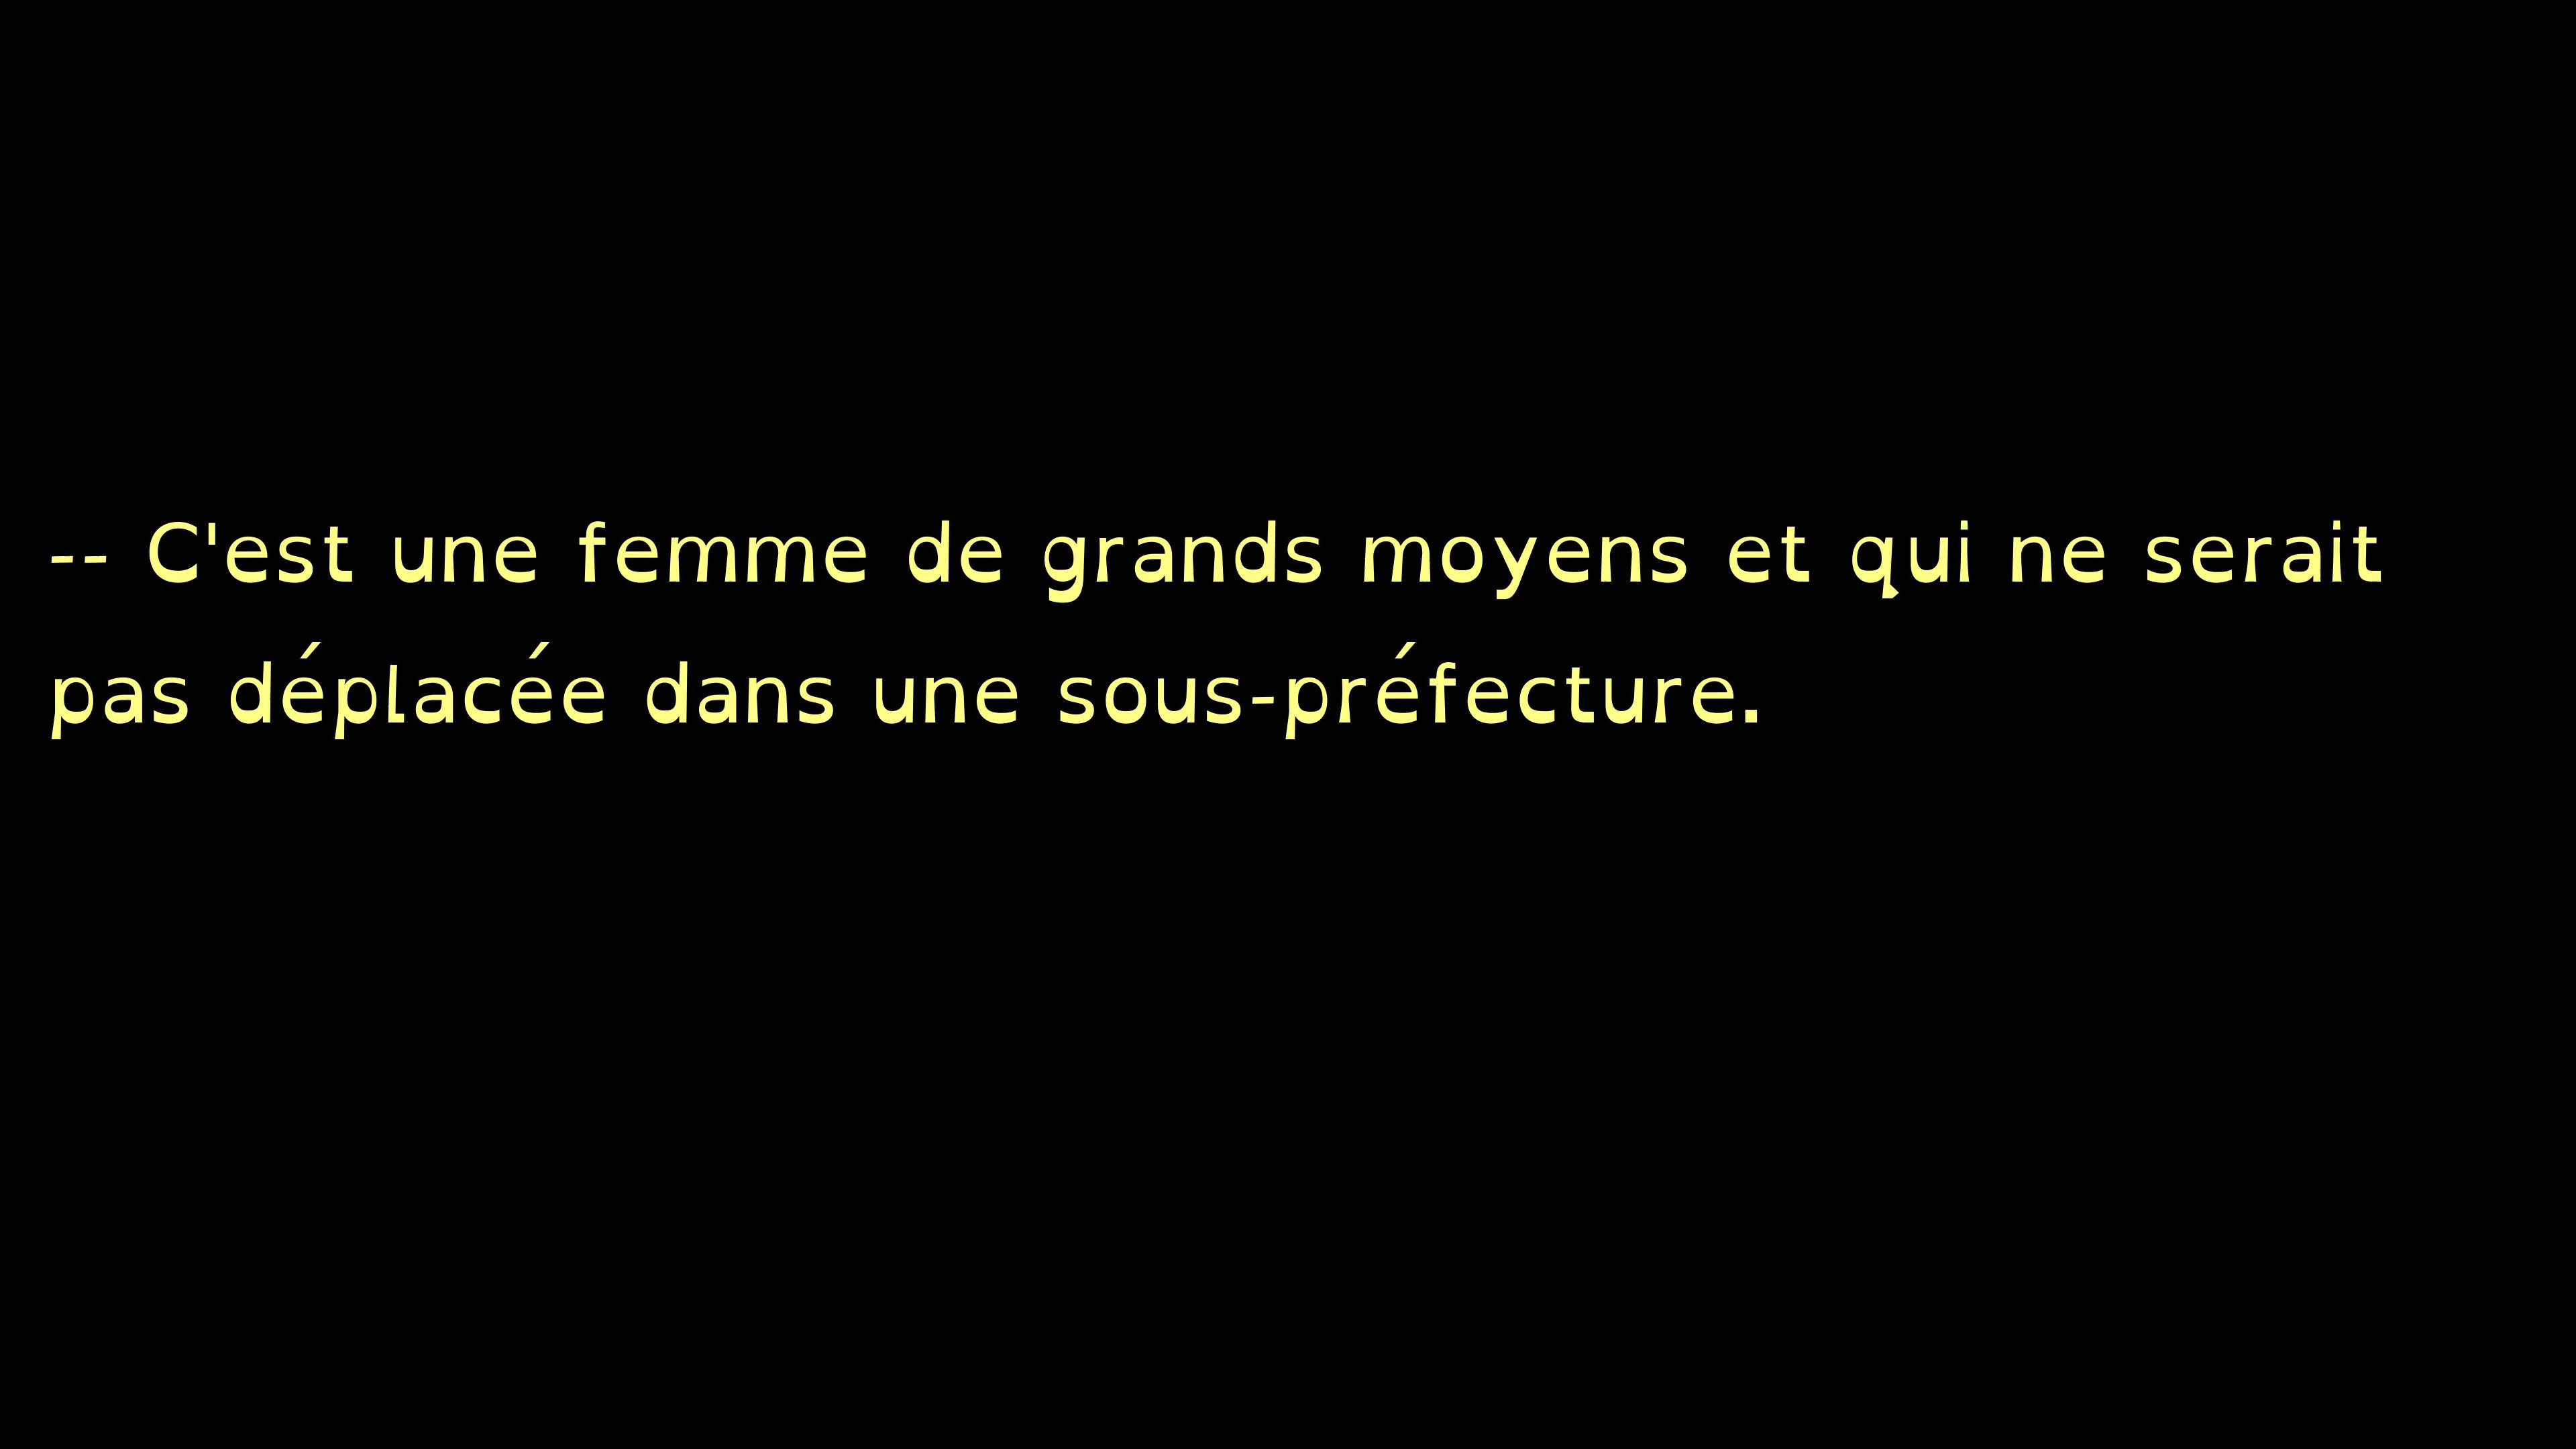 -- C'est une femme de grands moyens et qui ne serait
pas déplacée dans une sous-préfecture.